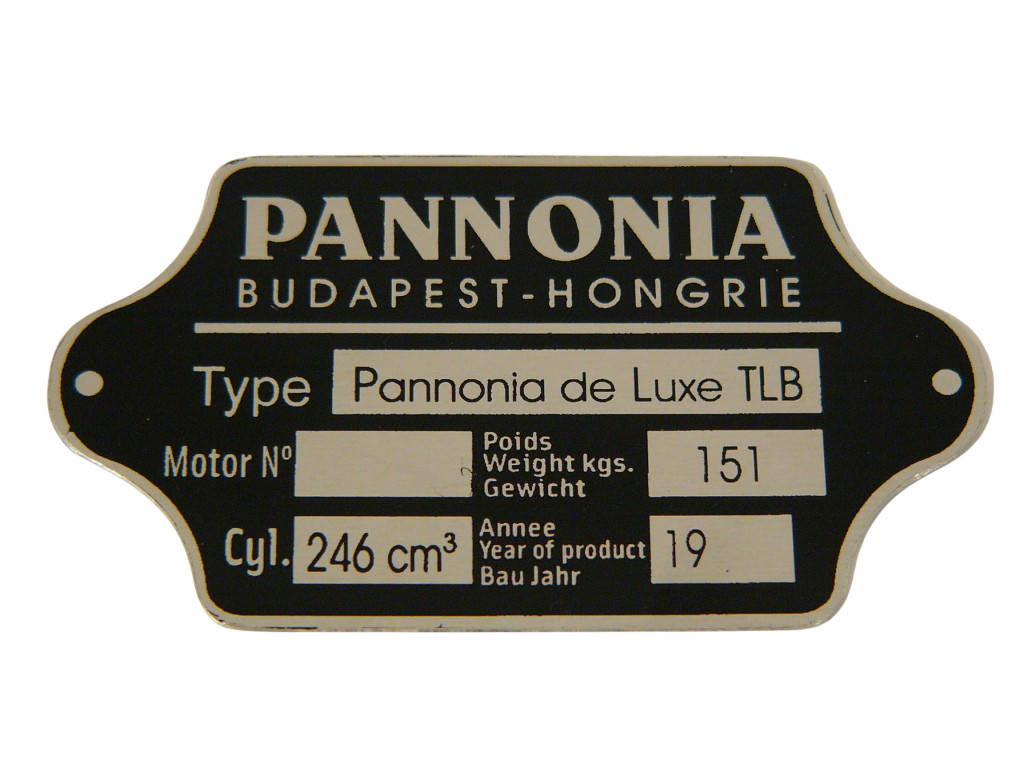 PANNONIA
BUDAPEST-HONGRIE
Type Pannonia de Luxe TLB
Motor Nº
Poids
Weight kgs. 151
Gewicht
Cyl. 246 cm³
Annee
Year of product 19
Bau Jahr